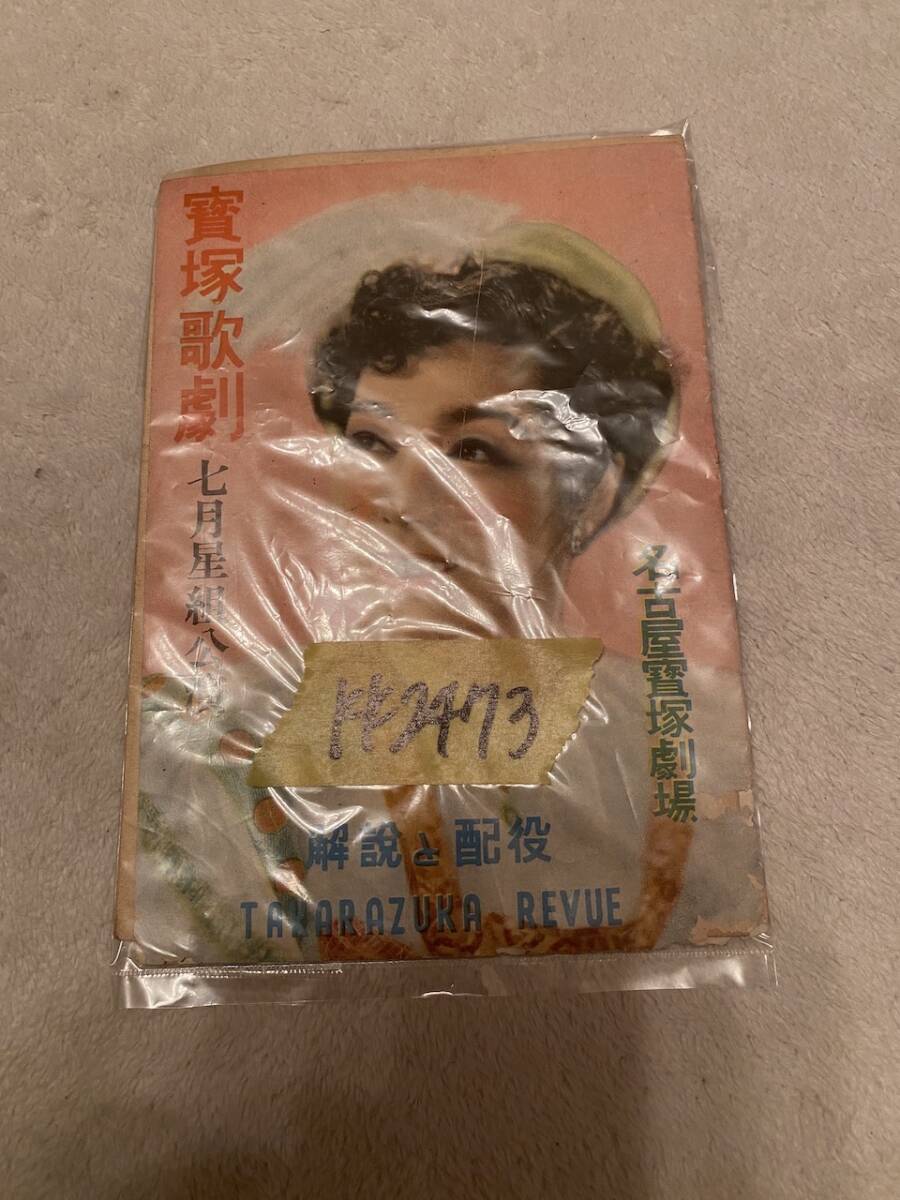 寶塚歌劇
七月星組公演
名古屋寶塚劇場
2473
解說と配役
TAKARAZUKA REVUE